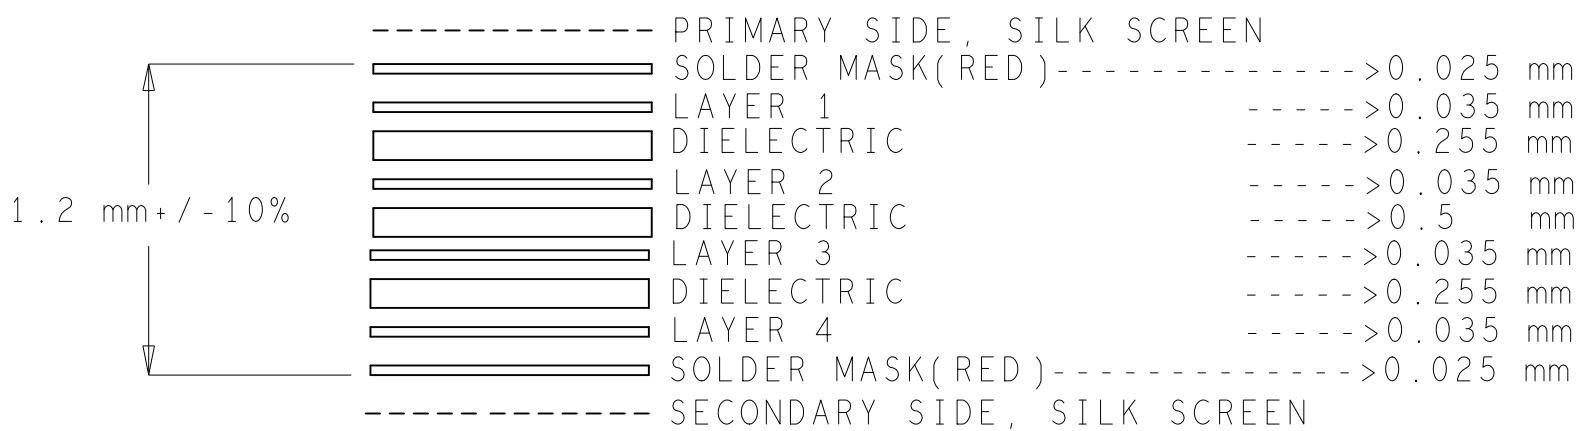 PRIMARY SIDE, SILK SCREEN
SOLDER MASK(RED)------------->0.025 mm
LAYER 1 ----->0.035 mm
DIELECTRIC ----->0.255 mm
LAYER 2 ----->0.035 mm
1.2 mm+/-10%
DIELECTRIC ----->0.5 mm
LAYER 3 ----->0.035 mm
DIELECTRIC ----->0.255 mm
LAYER 4 ----->0.035 mm
SOLDER MASK(RED)------------->0.025 mm
SECONDARY SIDE, SILK SCREEN